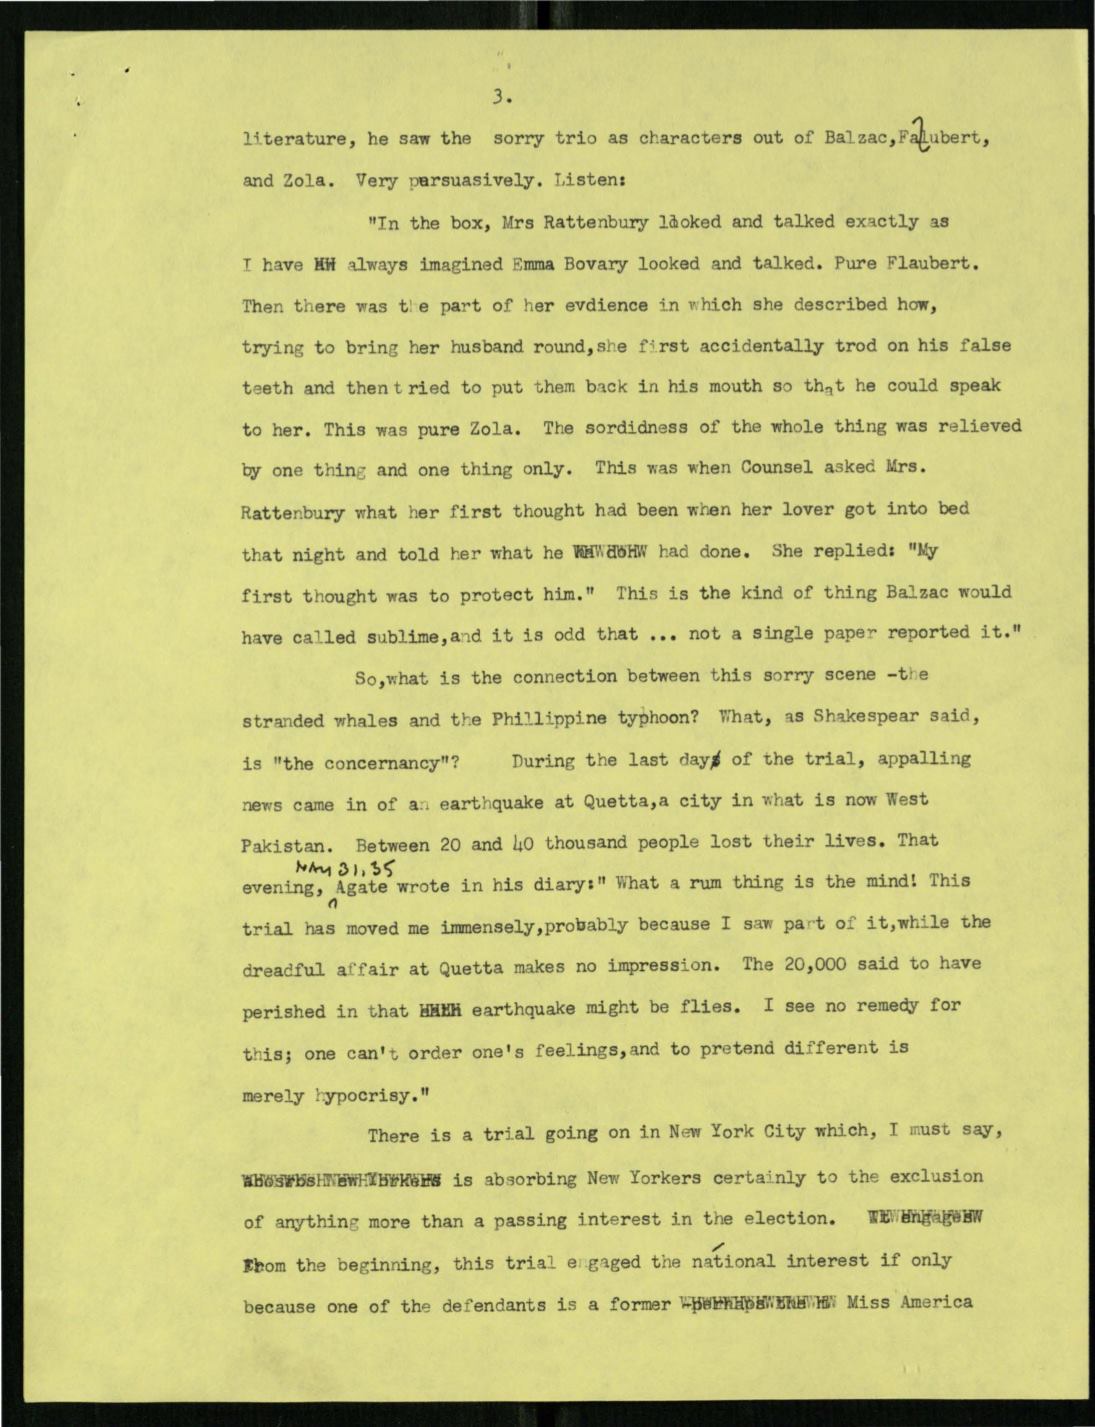 3.
literature, he saw the sorry trio as characters out of Balzac,Falubert,
and Zola. Very persuasively. Listen:
"In the box, Mrs Rattenbury looked and talked exactly as
I have always imagined Emma Bovary looked and talked. Pure Flaubert.
Then there was the part of her evdience in which she described how,
trying to bring her husband round,she first accidentally trod on his false
teeth and then tried to put them back in his mouth so that he could speak
to her. This was pure Zola. The sordidness of the whole thing was relieved
by one thing and one thing only. This was when Counsel asked Mrs.
Rattenbury what her first thought had been when her lover got into bed
that night and told her what he had done. She replied: "My
first thought was to protect him." This is the kind of thing Balzac would
have called sublime,and it is odd that ... not a single paper reported it."
So,what is the connection between this sorry scene -the
stranded whales and the Phillippine typhoon? What, as Shakespear said,
is "the concernancy"? During the last day of the trial, appalling
news came in of an earthquake at Quetta,a city in what is now West
Pakistan. Between 20 and 40 thousand people lost their lives. That
May 31, 35
evening, Agate wrote in his diary:" What a rum thing is the mind! This
trial has moved me immensely,probably because I saw part of it,while the
dreadful affair at Quetta makes no impression. The 20,000 said to have
perished in that earthquake might be flies. I see no remedy for
this; one can't order one's feelings,and to pretend different is
merely hypocrisy."
There is a trial going on in New York City which, I must say,
is absorbing New Yorkers certainly to the exclusion
of anything more than a passing interest in the election.
From the beginning, this trial engaged the national interest if only
because one of the defendants is a former Miss America